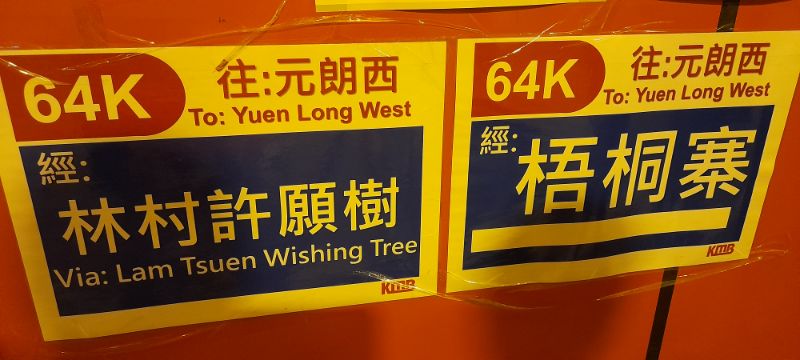 64K
往:元朗西
To: Yuen Long West
經:
林村許願樹
Via: Lam Tsuen Wishing Tree
KMB
64K
往:元朗西
To: Yuen Long West
經:
梧桐寨
KMB